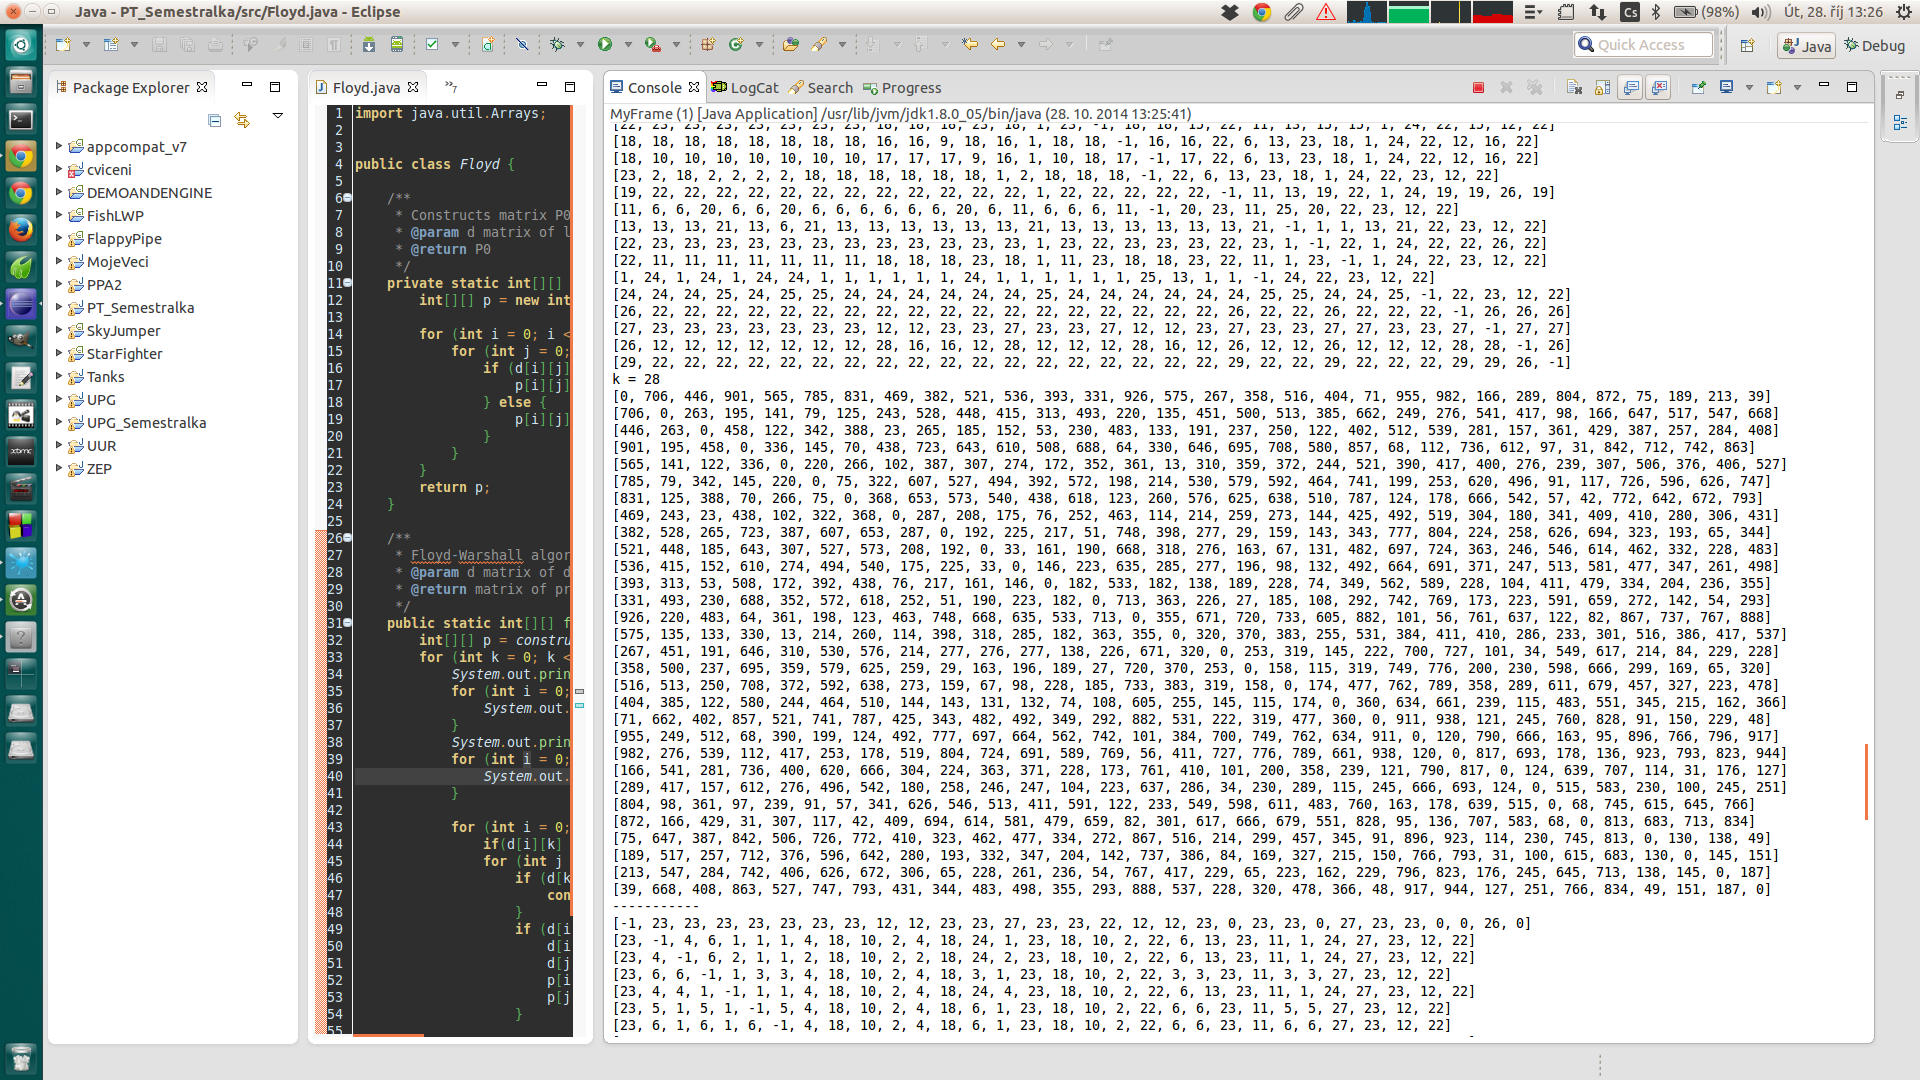 Java - PT_Semestralka/src/Floyd.java - Eclipse
Cs
(98%)
Út, 28. říj 13:26
Quick Access
Java
Debug
Package Explorer
appcompat_v7
cviceni
DEMOANDENGINE
FishLWP
FlappyPipe
MojeVeci
PPA2
PT_Semestralka
SkyJumper
StarFighter
Tanks
UPG
UPG_Semestralka
UUR
ZEP
Floyd.java
1 import java.util.Arrays;
2
3
4 public class Floyd {
5
6 /**
7 * Constructs matrix P0
8 * @param d matrix of l
9 * @return P0
10 */
11 private static int[][]
12 int[][] p = new int
13
14 for (int i = 0; i <
15 for (int j = 0;
16 if (d[i][j]
17 p[i][j]
18 } else {
19 p[i][j]
20 }
21 }
22 }
23 return p;
24 }
25
26 /**
27 * Floyd-Warshall algor
28 * @param d matrix of d
29 * @return matrix of pr
30 */
31 public static int[][] f
32 int[][] p = constru
33 for (int k = 0; k <
34 System.out.prin
35 for (int i = 0;
36 System.out.
37 }
38 System.out.prin
39 for (int i = 0;
40 System.out.
41 }
42
43 for (int i = 0;
44 if(d[i][k]
45 for (int j
46 if (d[k
47 con
48 }
49 if (d[i
50 d[i
51 d[j
52 p[i
53 p[j
54 }
55
Console
LogCat
Search
Progress
MyFrame (1) [Java Application] /usr/lib/jvm/jdk1.8.0_05/bin/java (28. 10. 2014 13:25:41)
[18, 18, 18, 18, 18, 18, 18, 18, 16, 16, 9, 18, 16, 1, 18, 18, -1, 16, 16, 22, 6, 13, 23, 18, 1, 24, 22, 12, 16, 22]
[18, 10, 10, 10, 10, 10, 10, 10, 17, 17, 17, 9, 16, 1, 10, 18, 17, -1, 17, 22, 6, 13, 23, 18, 1, 24, 22, 12, 16, 22]
[23, 2, 18, 2, 2, 2, 2, 18, 18, 18, 18, 18, 18, 1, 2, 18, 18, 18, -1, 22, 6, 13, 23, 18, 1, 24, 22, 23, 12, 22]
[19, 22, 22, 22, 22, 22, 22, 22, 22, 22, 22, 22, 22, 1, 22, 22, 22, 22, 22, -1, 11, 13, 19, 22, 1, 24, 19, 19, 26, 19]
[11, 6, 6, 20, 6, 6, 20, 6, 6, 6, 6, 6, 6, 20, 6, 11, 6, 6, 6, 11, -1, 20, 23, 11, 25, 20, 22, 23, 12, 22]
[13, 13, 13, 21, 13, 6, 21, 13, 13, 13, 13, 13, 13, 21, 13, 13, 13, 13, 13, 13, 21, -1, 1, 1, 13, 21, 22, 23, 12, 22]
[22, 23, 23, 23, 23, 23, 23, 23, 23, 23, 23, 23, 23, 1, 23, 22, 23, 23, 23, 22, 23, 1, -1, 22, 1, 24, 22, 22, 26, 22]
[22, 11, 11, 11, 11, 11, 11, 11, 18, 18, 18, 23, 18, 1, 11, 23, 18, 18, 23, 22, 11, 1, 23, -1, 1, 24, 22, 23, 12, 22]
[1, 24, 1, 24, 1, 24, 24, 1, 1, 1, 1, 1, 1, 24, 1, 1, 1, 1, 1, 1, 25, 13, 1, 1, -1, 24, 22, 23, 12, 22]
[24, 24, 24, 25, 24, 25, 25, 24, 24, 24, 24, 24, 24, 25, 24, 24, 24, 24, 24, 24, 25, 25, 24, 24, 25, -1, 22, 23, 12, 22]
[26, 22, 22, 22, 22, 22, 22, 22, 22, 22, 22, 22, 22, 22, 22, 22, 22, 22, 22, 26, 22, 22, 26, 22, 22, 22, -1, 26, 26, 26]
[27, 23, 23, 23, 23, 23, 23, 23, 12, 12, 23, 23, 27, 23, 23, 27, 12, 12, 23, 27, 23, 23, 27, 27, 23, 23, 27, -1, 27, 27]
[26, 12, 12, 12, 12, 12, 12, 12, 28, 16, 16, 12, 28, 12, 12, 12, 28, 16, 12, 26, 12, 12, 26, 12, 12, 12, 28, 28, -1, 26]
[29, 22, 22, 22, 22, 22, 22, 22, 22, 22, 22, 22, 22, 22, 22, 22, 22, 22, 22, 29, 22, 22, 29, 22, 22, 22, 29, 29, 26, -1]
k = 28
[0, 706, 446, 901, 565, 785, 831, 469, 382, 521, 536, 393, 331, 926, 575, 267, 358, 516, 404, 71, 955, 982, 166, 289, 804, 872, 75, 189, 213, 39]
[706, 0, 263, 195, 141, 79, 125, 243, 528, 448, 415, 313, 493, 220, 135, 451, 500, 513, 385, 662, 249, 276, 541, 417, 98, 166, 647, 517, 547, 668]
[446, 263, 0, 458, 122, 342, 388, 23, 265, 185, 152, 53, 230, 483, 133, 191, 237, 250, 122, 402, 512, 539, 281, 157, 361, 429, 387, 257, 284, 408]
[901, 195, 458, 0, 336, 145, 70, 438, 723, 643, 610, 508, 688, 64, 330, 646, 695, 708, 580, 857, 68, 112, 736, 612, 97, 31, 842, 712, 742, 863]
[565, 141, 122, 336, 0, 220, 266, 102, 387, 307, 274, 172, 352, 361, 13, 310, 359, 372, 244, 521, 390, 417, 400, 276, 239, 307, 506, 376, 406, 527]
[785, 79, 342, 145, 220, 0, 75, 322, 607, 527, 494, 392, 572, 198, 214, 530, 579, 592, 464, 741, 199, 253, 620, 496, 91, 117, 726, 596, 626, 747]
[831, 125, 388, 70, 266, 75, 0, 368, 653, 573, 540, 438, 618, 123, 260, 576, 625, 638, 510, 787, 124, 178, 666, 542, 57, 42, 772, 642, 672, 793]
[469, 243, 23, 438, 102, 322, 368, 0, 287, 208, 175, 76, 252, 463, 114, 214, 259, 273, 144, 425, 492, 519, 304, 180, 341, 409, 410, 280, 306, 431]
[382, 528, 265, 723, 387, 607, 653, 287, 0, 192, 225, 217, 51, 748, 398, 277, 29, 159, 143, 343, 777, 804, 224, 258, 626, 694, 323, 193, 65, 344]
[521, 448, 185, 643, 307, 527, 573, 208, 192, 0, 33, 161, 190, 668, 318, 276, 163, 67, 131, 482, 697, 724, 363, 246, 546, 614, 462, 332, 228, 483]
[536, 415, 152, 610, 274, 494, 540, 175, 225, 33, 0, 146, 223, 635, 285, 277, 196, 98, 132, 492, 664, 691, 371, 247, 513, 581, 477, 347, 261, 498]
[393, 313, 53, 508, 172, 392, 438, 76, 217, 161, 146, 0, 182, 533, 182, 138, 189, 228, 74, 349, 562, 589, 228, 104, 411, 479, 334, 204, 236, 355]
[331, 493, 230, 688, 352, 572, 618, 252, 51, 190, 223, 182, 0, 713, 363, 226, 27, 185, 108, 292, 742, 769, 173, 223, 591, 659, 272, 142, 54, 293]
[926, 220, 483, 64, 361, 198, 123, 463, 748, 668, 635, 533, 713, 0, 355, 671, 720, 733, 605, 882, 101, 56, 761, 637, 122, 82, 867, 737, 767, 888]
[575, 135, 133, 330, 13, 214, 260, 114, 398, 318, 285, 182, 363, 355, 0, 320, 370, 383, 255, 531, 384, 411, 410, 286, 233, 301, 516, 386, 417, 537]
[267, 451, 191, 646, 310, 530, 576, 214, 277, 276, 277, 138, 226, 671, 320, 0, 253, 319, 145, 222, 700, 727, 101, 34, 549, 617, 214, 84, 229, 228]
[358, 500, 237, 695, 359, 579, 625, 259, 29, 163, 196, 189, 27, 720, 370, 253, 0, 158, 115, 319, 749, 776, 200, 230, 598, 666, 299, 169, 65, 320]
[516, 513, 250, 708, 372, 592, 638, 273, 159, 67, 98, 228, 185, 733, 383, 319, 158, 0, 174, 477, 762, 789, 358, 289, 611, 679, 457, 327, 223, 478]
[404, 385, 122, 580, 244, 464, 510, 144, 143, 131, 132, 74, 108, 605, 255, 145, 115, 174, 0, 360, 634, 661, 239, 115, 483, 551, 345, 215, 162, 366]
[71, 662, 402, 857, 521, 741, 787, 425, 343, 482, 492, 349, 292, 882, 531, 222, 319, 477, 360, 0, 911, 938, 121, 245, 760, 828, 91, 150, 229, 48]
[955, 249, 512, 68, 390, 199, 124, 492, 777, 697, 664, 562, 742, 101, 384, 700, 749, 762, 634, 911, 0, 120, 790, 666, 163, 95, 896, 766, 796, 917]
[982, 276, 539, 112, 417, 253, 178, 519, 804, 724, 691, 589, 769, 56, 411, 727, 776, 789, 661, 938, 120, 0, 817, 693, 178, 136, 923, 793, 823, 944]
[166, 541, 281, 736, 400, 620, 666, 304, 224, 363, 371, 228, 173, 761, 410, 101, 200, 358, 239, 121, 790, 817, 0, 124, 639, 707, 114, 31, 176, 127]
[289, 417, 157, 612, 276, 496, 542, 180, 258, 246, 247, 104, 223, 637, 286, 34, 230, 289, 115, 245, 666, 693, 124, 0, 515, 583, 230, 100, 245, 251]
[804, 98, 361, 97, 239, 91, 57, 341, 626, 546, 513, 411, 591, 122, 233, 549, 598, 611, 483, 760, 163, 178, 639, 515, 0, 68, 745, 615, 645, 766]
[872, 166, 429, 31, 307, 117, 42, 409, 694, 614, 581, 479, 659, 82, 301, 617, 666, 679, 551, 828, 95, 136, 707, 583, 68, 0, 813, 683, 713, 834]
[75, 647, 387, 842, 506, 726, 772, 410, 323, 462, 477, 334, 272, 867, 516, 214, 299, 457, 345, 91, 896, 923, 114, 230, 745, 813, 0, 130, 138, 49]
[189, 517, 257, 712, 376, 596, 642, 280, 193, 332, 347, 204, 142, 737, 386, 84, 169, 327, 215, 150, 766, 793, 31, 100, 615, 683, 130, 0, 145, 151]
[213, 547, 284, 742, 406, 626, 672, 306, 65, 228, 261, 236, 54, 767, 417, 229, 65, 223, 162, 229, 796, 823, 176, 245, 645, 713, 138, 145, 0, 187]
[39, 668, 408, 863, 527, 747, 793, 431, 344, 483, 498, 355, 293, 888, 537, 228, 320, 478, 366, 48, 917, 944, 127, 251, 766, 834, 49, 151, 187, 0]
-----------
[-1, 23, 23, 23, 23, 23, 23, 23, 12, 12, 23, 23, 27, 23, 23, 22, 12, 12, 23, 0, 23, 23, 0, 27, 23, 23, 0, 0, 26, 0]
[23, -1, 4, 6, 1, 1, 1, 4, 18, 10, 2, 4, 18, 24, 1, 23, 18, 10, 2, 22, 6, 13, 23, 11, 1, 24, 27, 23, 12, 22]
[23, 4, -1, 6, 2, 1, 1, 2, 18, 10, 2, 2, 18, 24, 2, 23, 18, 10, 2, 22, 6, 13, 23, 11, 1, 24, 27, 23, 12, 22]
[23, 6, 6, -1, 1, 3, 3, 4, 18, 10, 2, 4, 18, 3, 1, 23, 18, 10, 2, 22, 3, 3, 23, 11, 3, 3, 27, 23, 12, 22]
[23, 4, 4, 1, -1, 1, 1, 4, 18, 10, 2, 4, 18, 24, 4, 23, 18, 10, 2, 22, 6, 13, 23, 11, 1, 24, 27, 23, 12, 22]
[23, 5, 1, 5, 1, -1, 5, 4, 18, 10, 2, 4, 18, 6, 1, 23, 18, 10, 2, 22, 6, 6, 23, 11, 5, 5, 27, 23, 12, 22]
[23, 6, 1, 6, 1, 6, -1, 4, 18, 10, 2, 4, 18, 6, 1, 23, 18, 10, 2, 22, 6, 6, 23, 11, 6, 6, 27, 23, 12, 22]